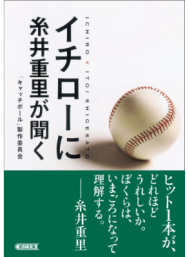 イチローに
糸井重里が聞く
ICHIRO × ITOI SHIGESATO
「キャッチボール」製作委員会
ヒット1本が、
どれほど
うれしいか。
ぼくらは、
いまごろになって
理解する。
──糸井重里